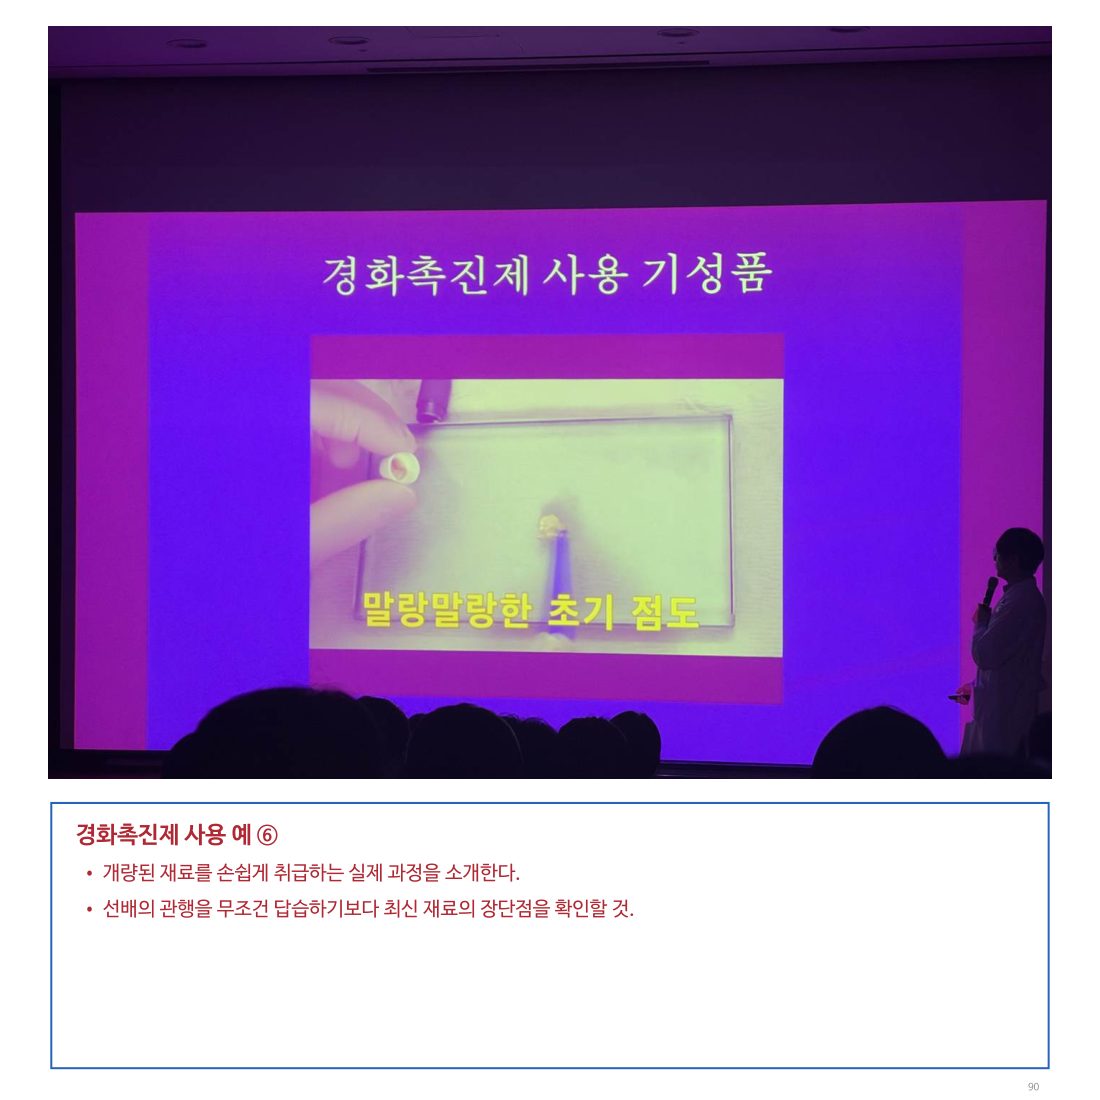 경화촉진제 사용 기성품
말랑말랑한 초기 점도
경화촉진제 사용 예 ⑥
• 개량된 재료를 손쉽게 취급하는 실제 과정을 소개한다.
• 선배의 관행을 무조건 답습하기보다 최신 재료의 장단점을 확인할 것.
90